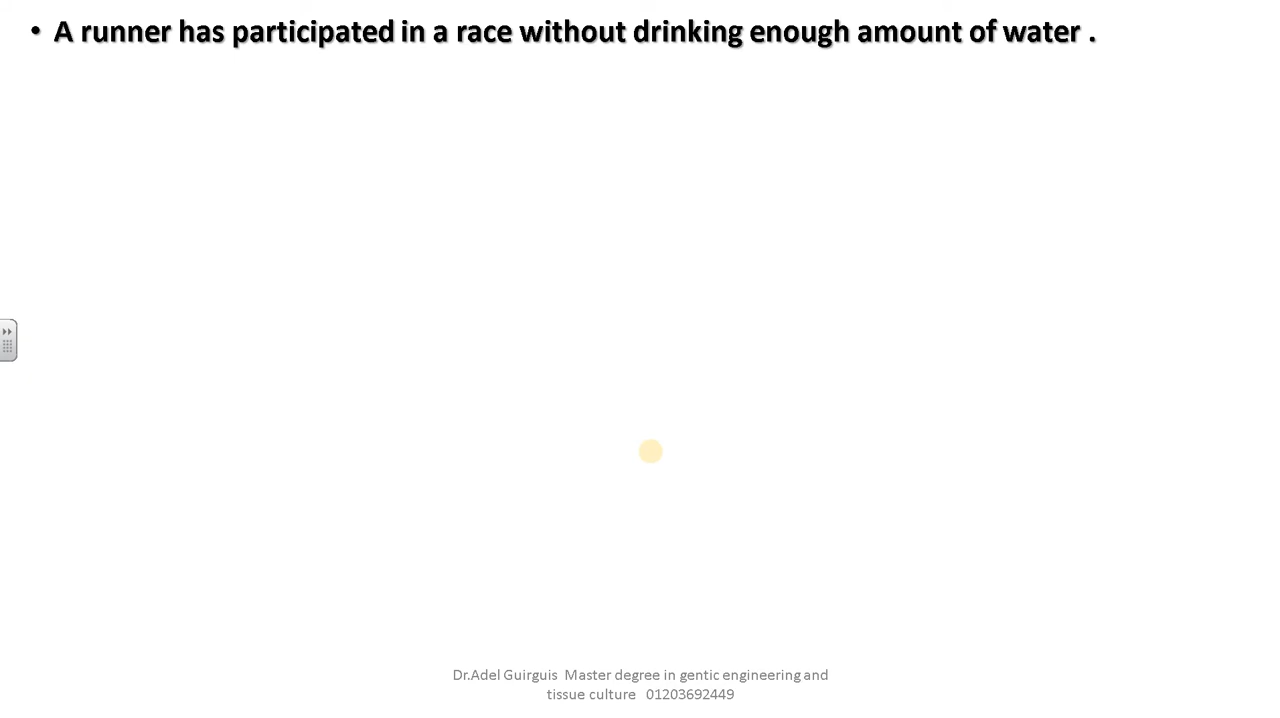 • A runner has participated in a race without drinking enough amount of water .
Dr.Adel Guirguis Master degree in gentic engineering and
tissue culture 01203692449